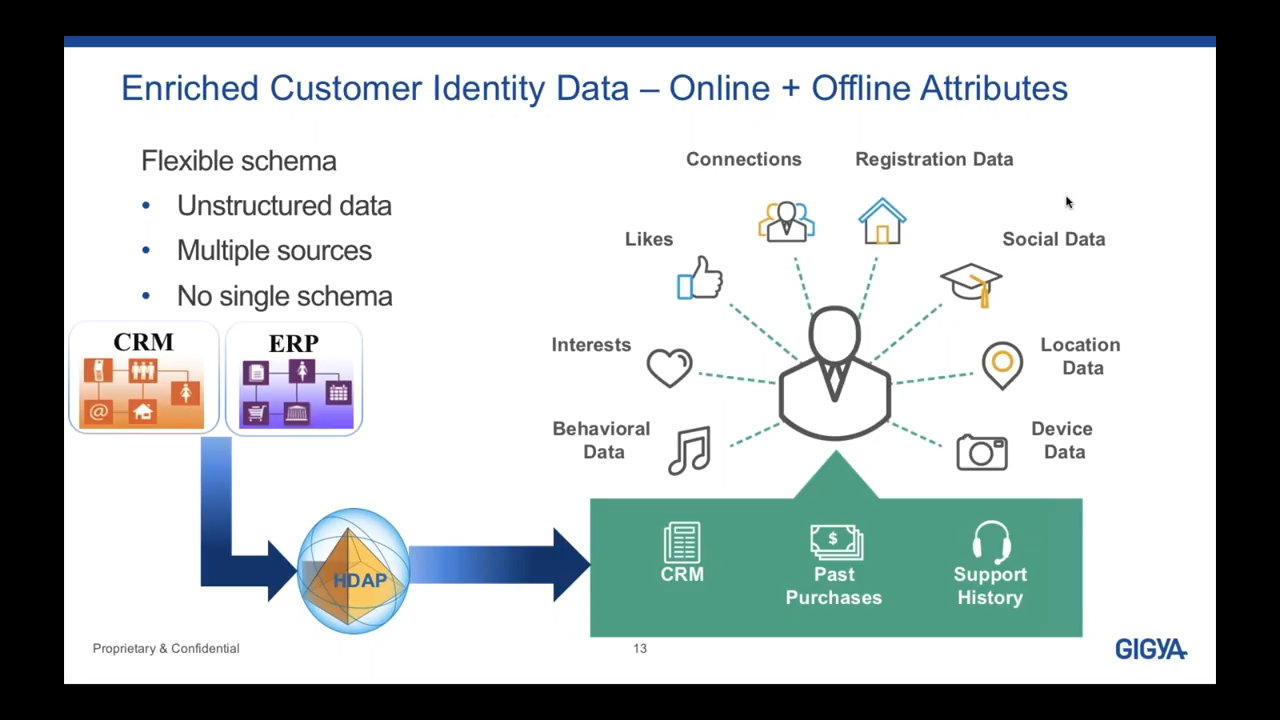 Enriched Customer Identity Data – Online + Offline Attributes
Flexible schema
• Unstructured data
• Multiple sources
• No single schema
CRM
ERP
@
HDAP
Connections
Registration Data
Likes
Social Data
Interests
Location
Data
Behavioral
Data
Device
Data
$
CRM
Past
Purchases
Support
History
Proprietary & Confidential
13
GIGYA